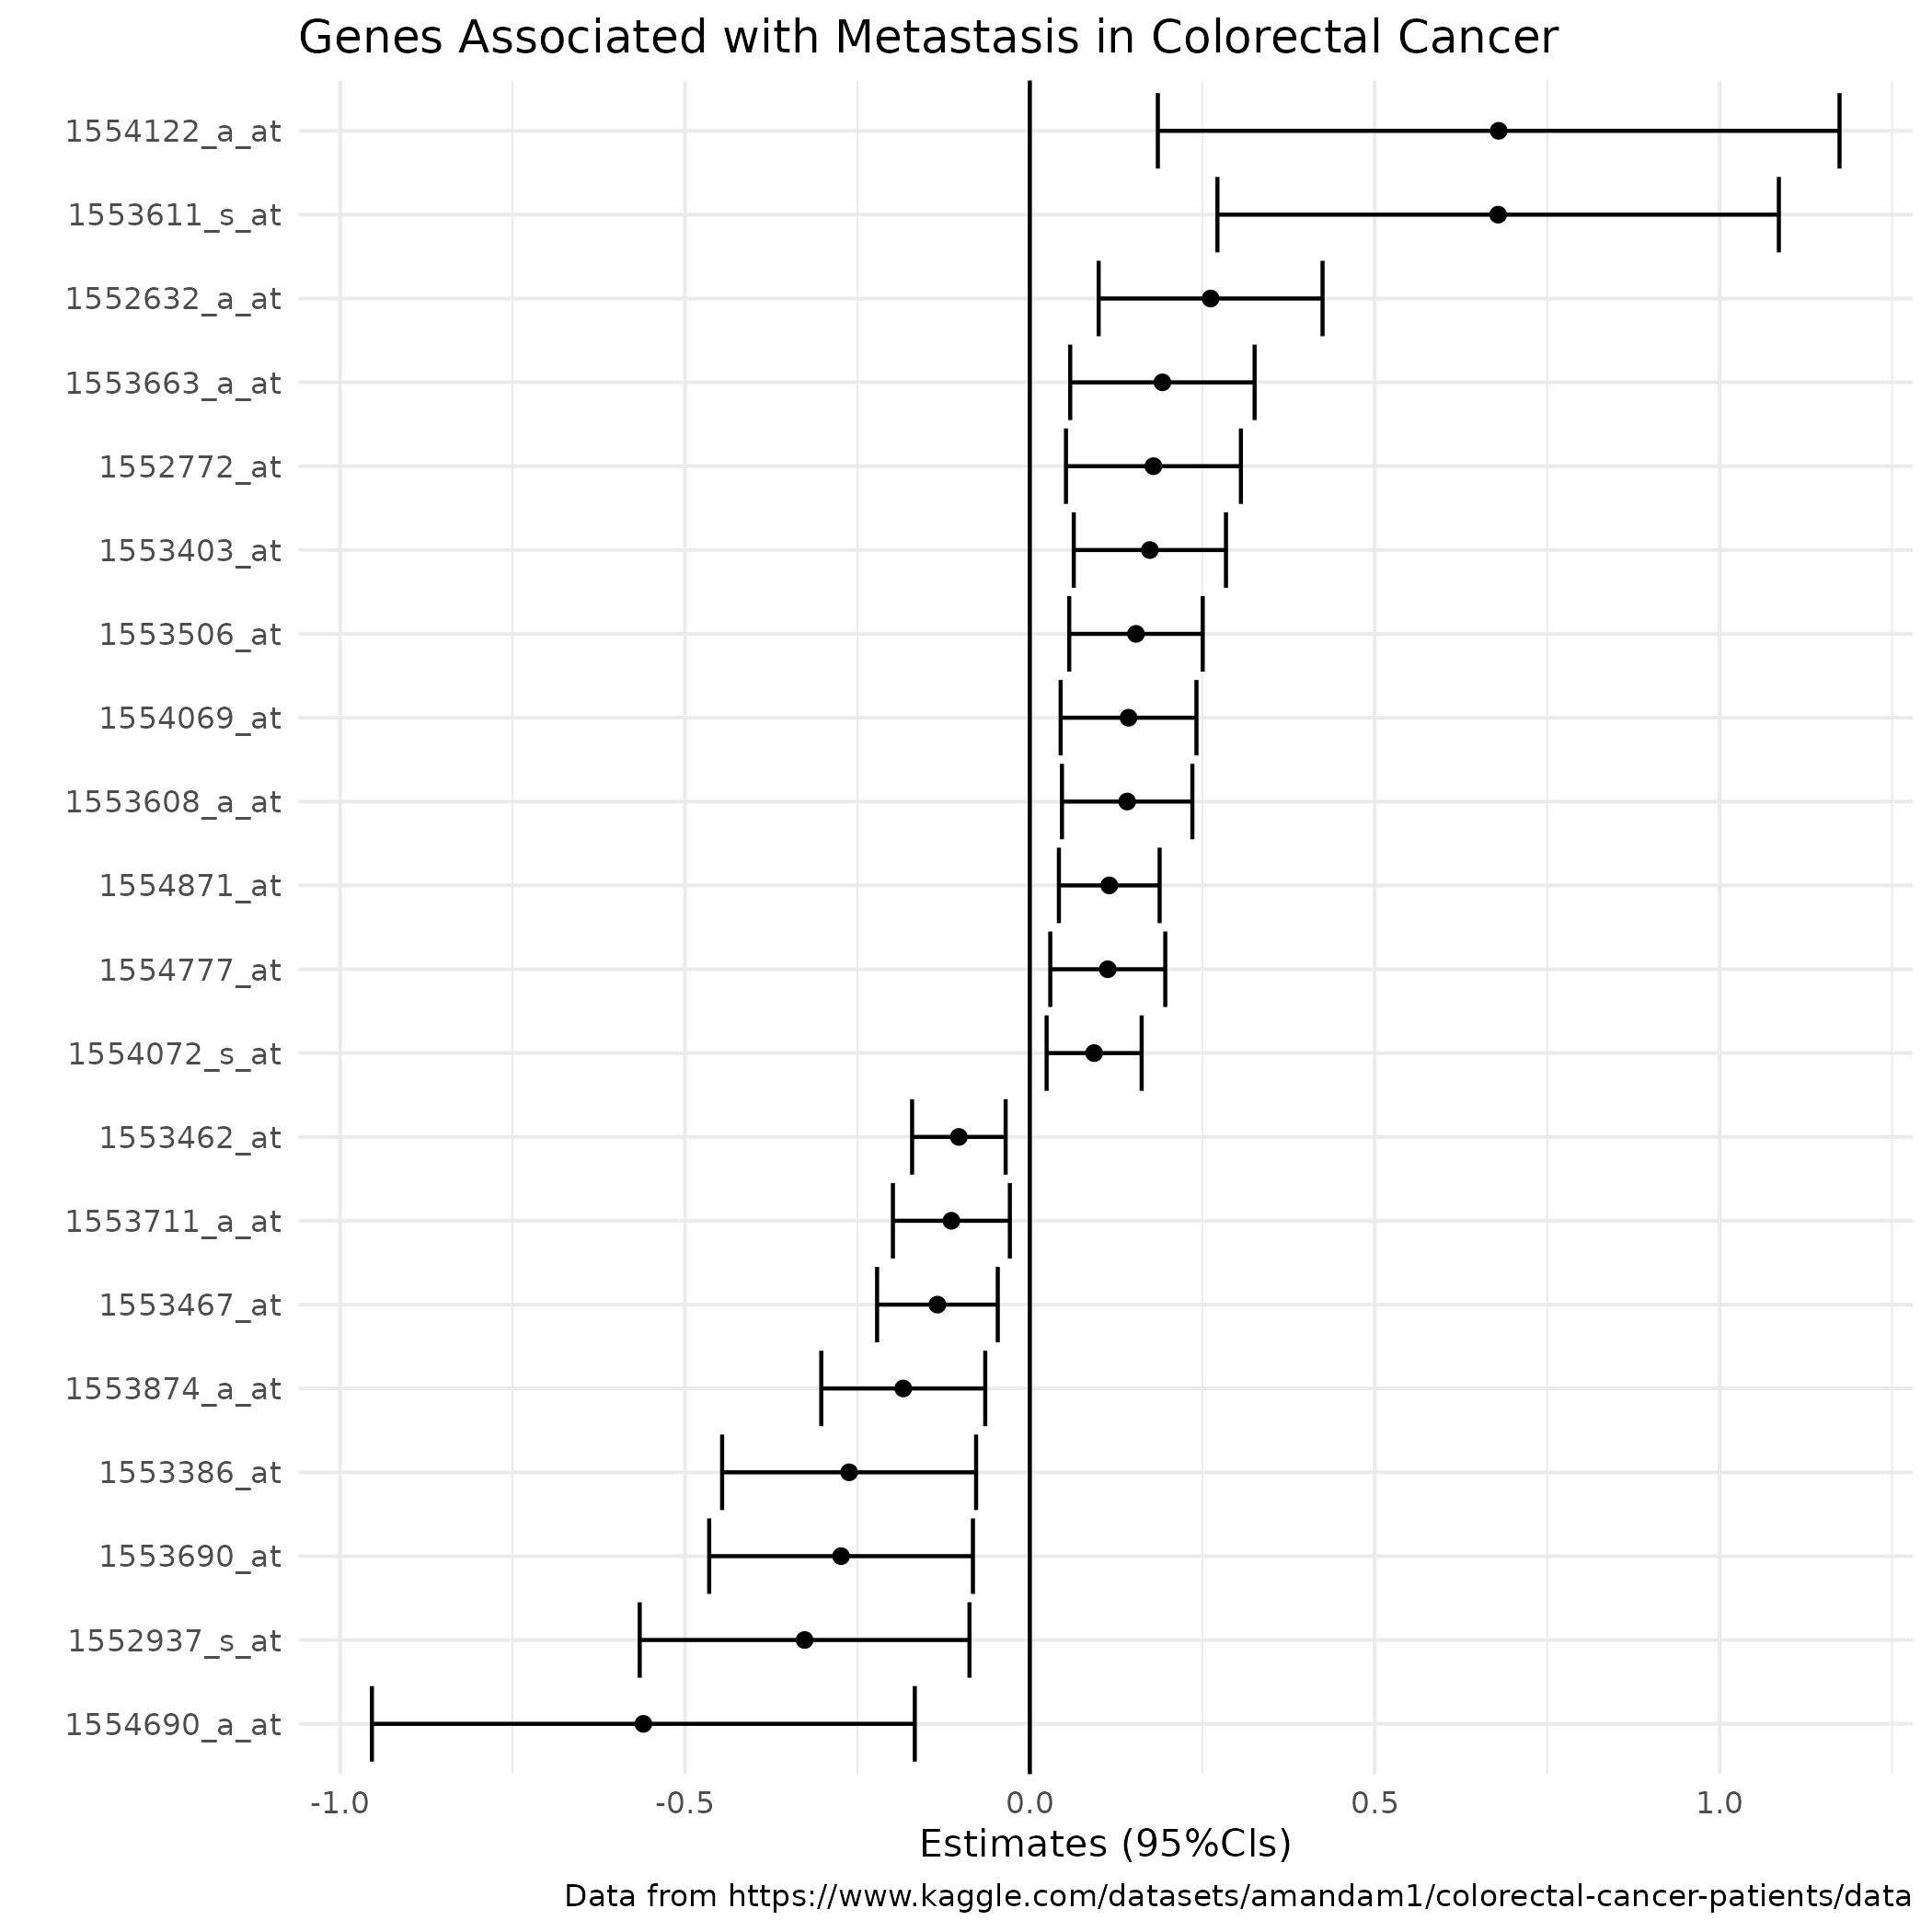 Genes Associated with Metastasis in Colorectal Cancer
1554122_a_at
1553611_s_at
1552632_a_at
1553663_a_at
1552772_at
1553403_at
1553506_at
1554069_at
1553608_a_at
1554871_at
1554777_at
1554072_s_at
1553462_at
1553711_a_at
1553467_at
1553874_a_at
1553386_at
1553690_at
1552937_s_at
1554690_a_at
-1.0 -0.5 0.0 0.5 1.0
Estimates (95%CIs)
Data from https://www.kaggle.com/datasets/amandam1/colorectal-cancer-patients/data